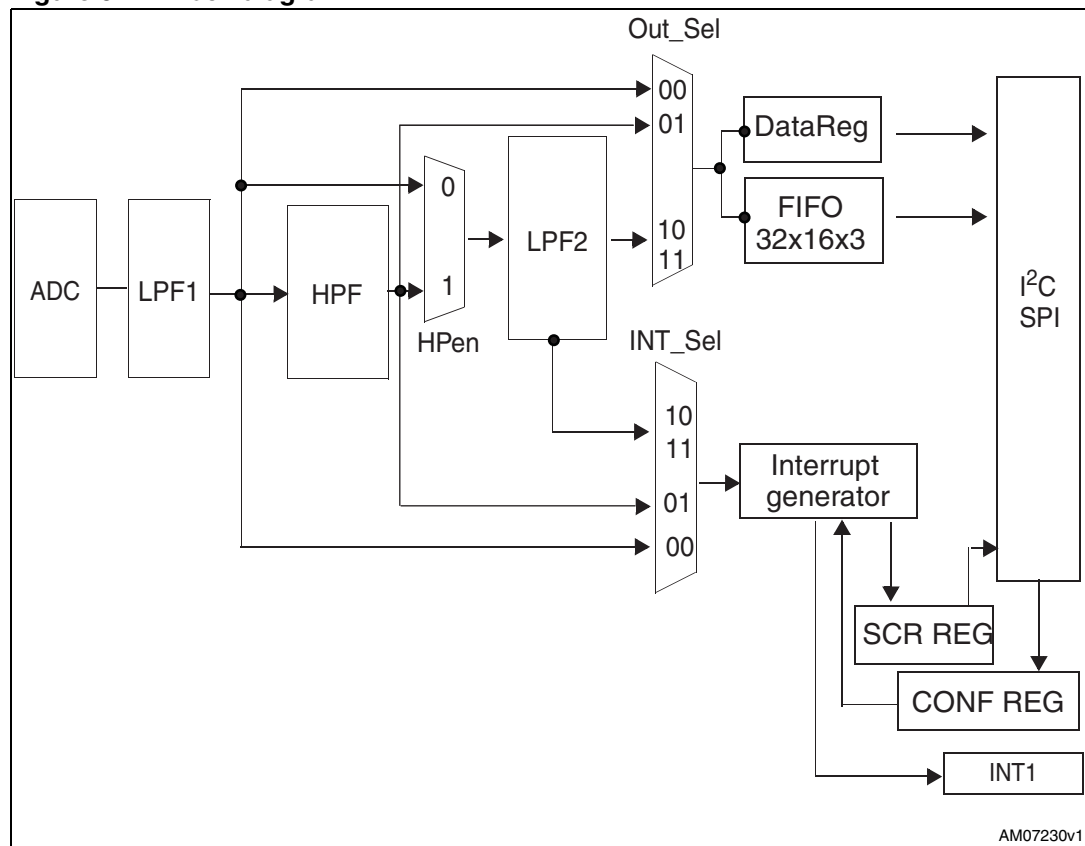 Out_Sel
00
01
10
11
DataReg
FIFO
32x16x3
I²C
SPI
ADC
LPF1
HPF
0
1
HPen
LPF2
INT_Sel
10
11
01
00
Interrupt
generator
SCR REG
CONF REG
INT1
AM07230v1